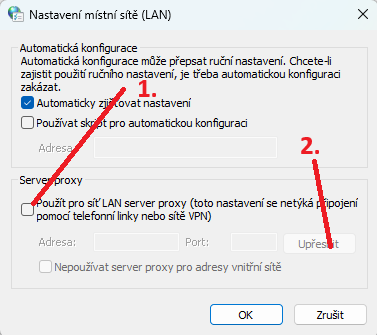 Nastavení místní sítě (LAN)
Automatická konfigurace
Automatická konfigurace může přepsat ruční nastavení. Chcete-li
zajistit použití ručního nastavení, je třeba automatickou konfiguraci
zakázat.
1.
Automaticky zjišťovat nastavení
Používat skript pro automatickou konfiguraci
Adresa
2.
Server proxy
Použít pro síť LAN server proxy (toto nastavení se netýká připojení
pomocí telefonní linky nebo sítě VPN)
Adresa: Port: Upřesnit
Nepoužívat server proxy pro adresy vnitřní sítě
OK Zrušit